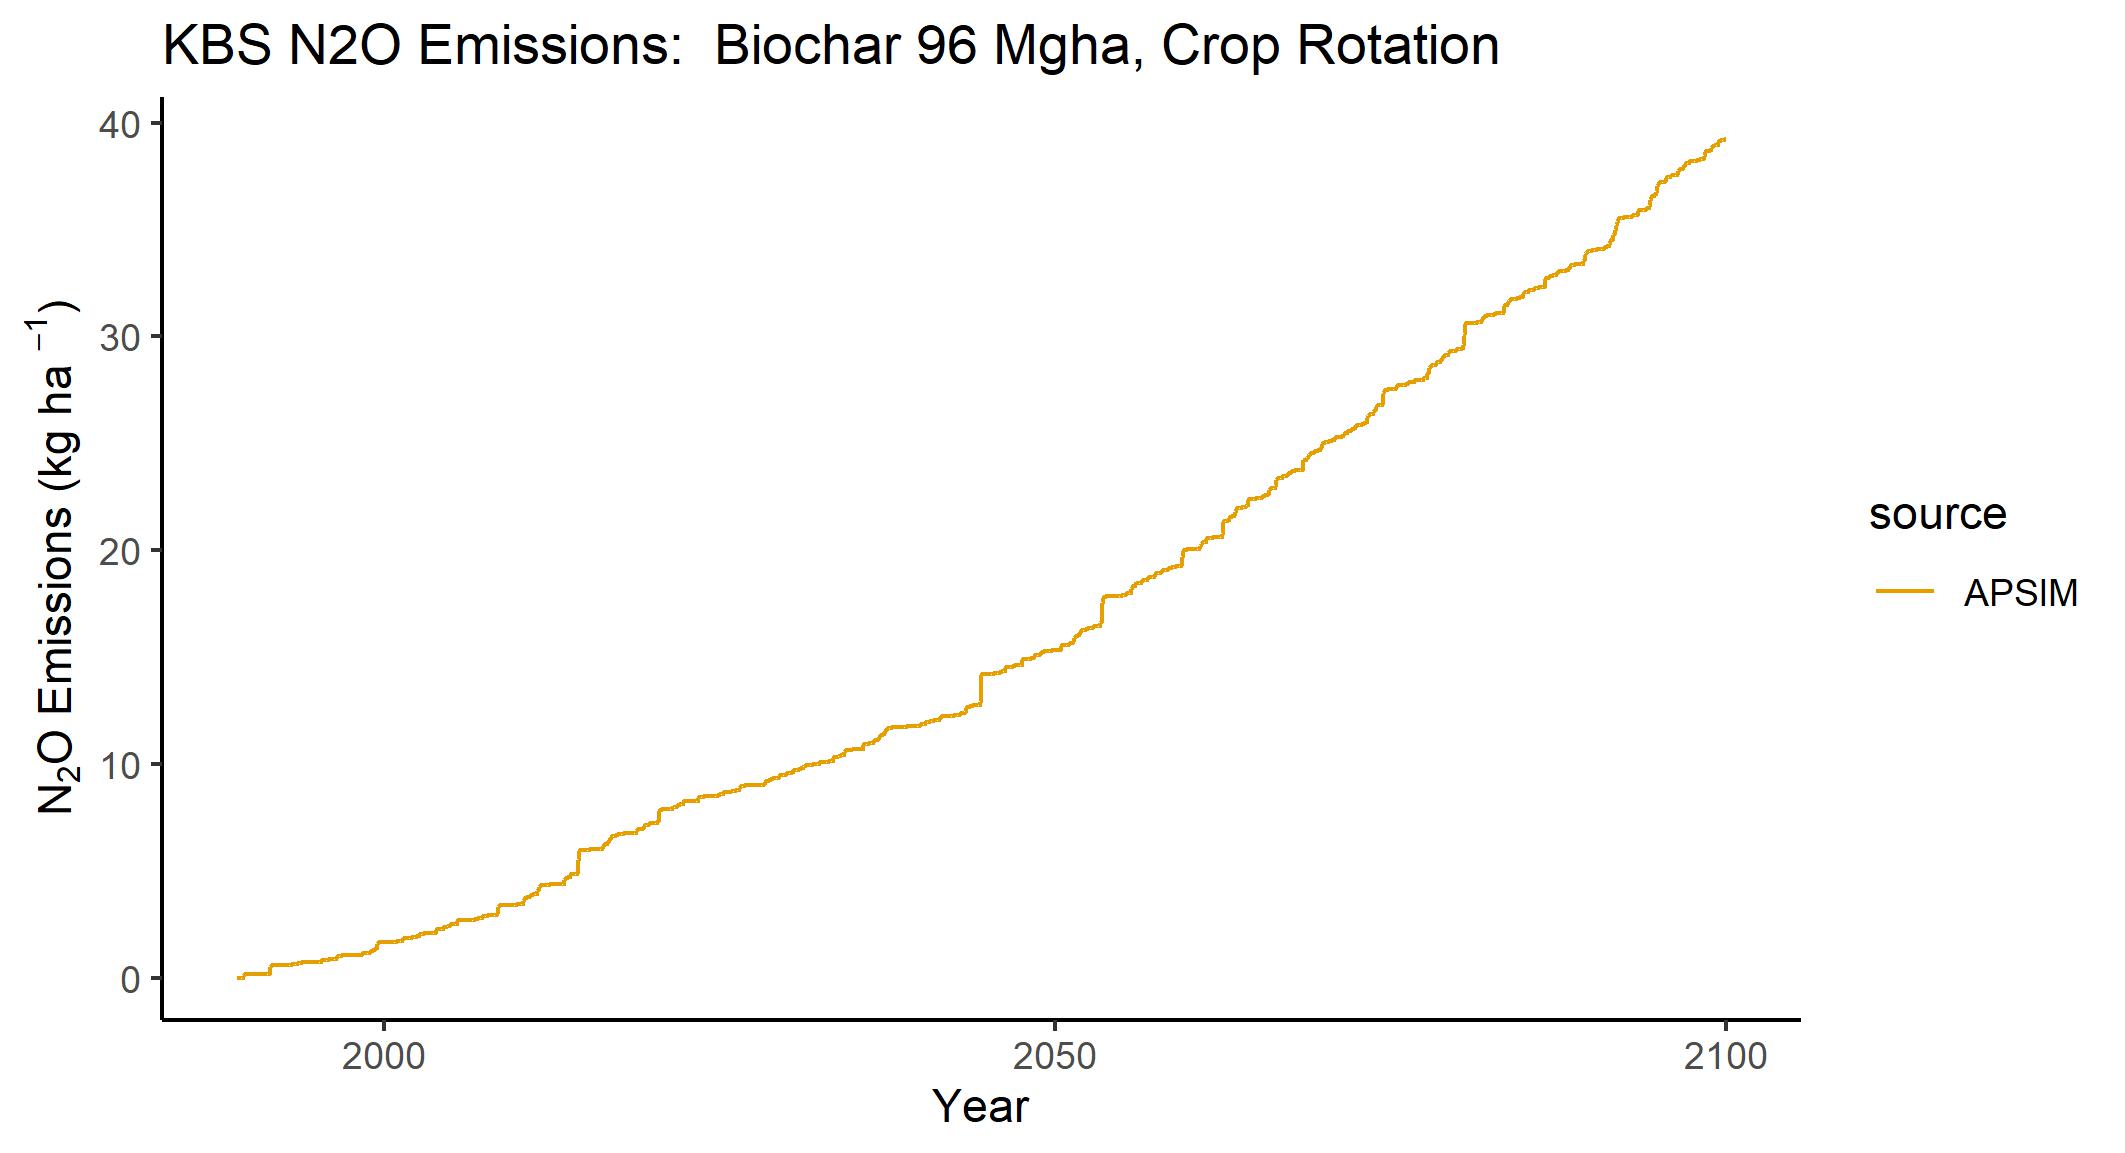 KBS N2O Emissions:  Biochar 96 Mgha, Crop Rotation
40
30
20
10
0
N₂O Emissions (kg ha ⁻¹)
2000
2050
2100
Year
source
APSIM